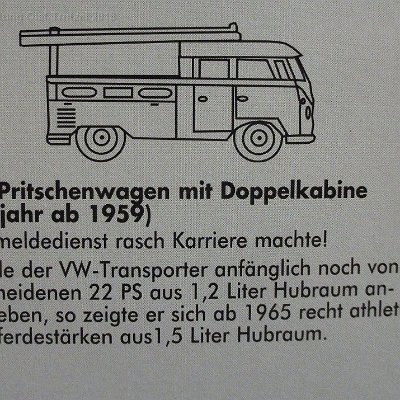 Pritschenwagen mit Doppelkabine
jahr ab 1959)
meldedienst rasch Karriere machte!
de der VW-Transporter anfänglich noch von
heidenen 22 PS aus 1,2 Liter Hubraum an-
eben, so zeigte er sich ab 1965 recht athlet
ferdestärken aus1,5 Liter Hubraum.